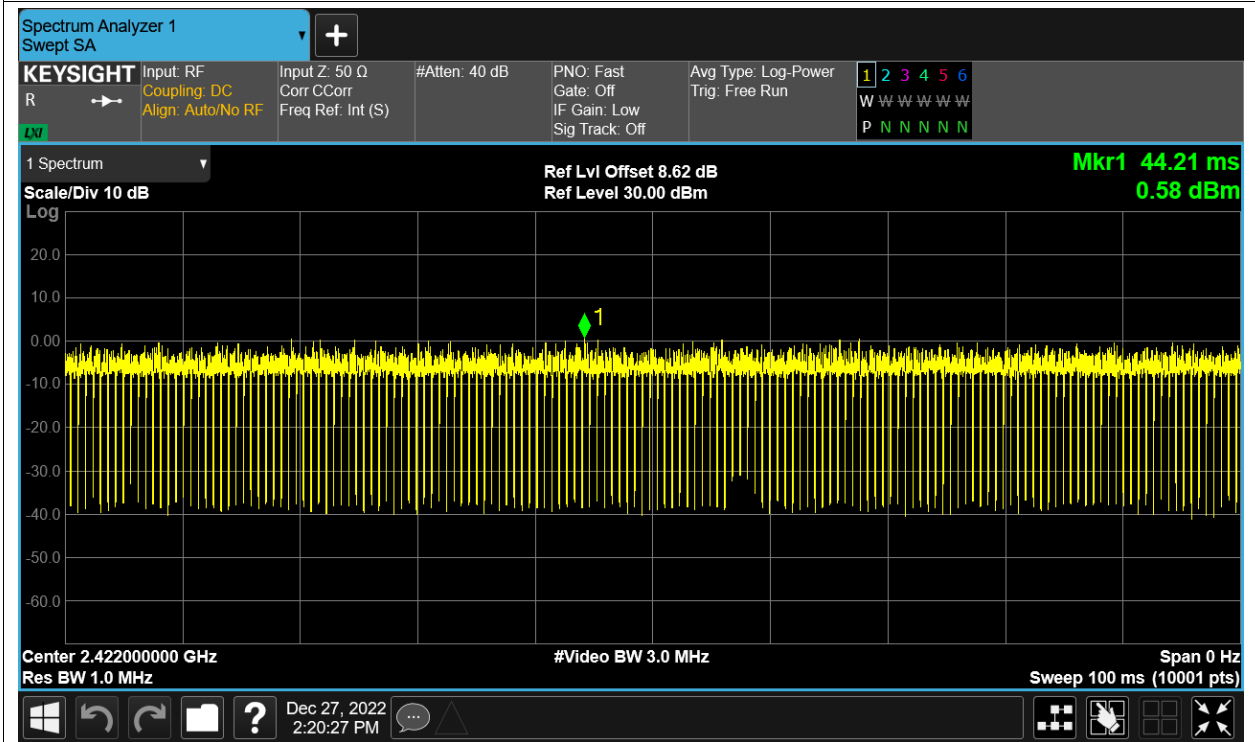 Spectrum Analyzer 1
Swept SA
KEYSIGHT
R
LXI
Input: RF
Coupling: DC
Align: Auto/No RF
Input Z: 50 Ω
Corr CCorr
Freq Ref: Int (S)
#Atten: 40 dB
PNO: Fast
Gate: Off
IF Gain: Low
Sig Track: Off
Avg Type: Log-Power
Trig: Free Run
1 2 3 4 5 6
W W W W W W
P N N N N N
1 Spectrum
Scale/Div 10 dB
Log
Ref Lvl Offset 8.62 dB
Ref Level 30.00 dBm
Mkr1 44.21 ms
0.58 dBm
20.0
10.0
1
0.00
-10.0
-20.0
-30.0
-40.0
-50.0
-60.0
Center 2.422000000 GHz
Res BW 1.0 MHz
#Video BW 3.0 MHz
Span 0 Hz
Sweep 100 ms (10001 pts)
?
Dec 27, 2022
2:20:27 PM